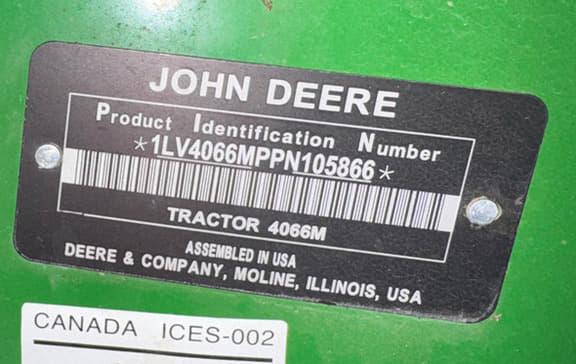 JOHN DEERE
Product Identification Number
*1LV4066MPPN105866*
TRACTOR 4066M
ASSEMBLED IN USA
DEERE & COMPANY, MOLINE, ILLINOIS, USA
CANADA ICES-002